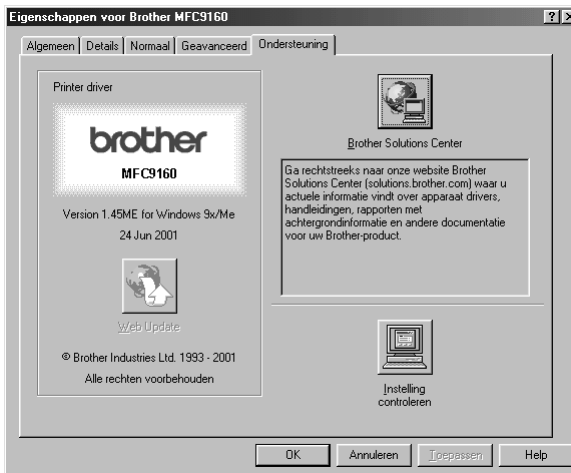 Eigenschappen voor Brother MFC9160
Algemeen
Details
Normaal
Geavanceerd
Ondersteuning
Printer driver
brother
MFC9160
Version 1.45ME for Windows 9x/Me
24 Jun 2001
Web Update
© Brother Industries Ltd. 1993 - 2001
Alle rechten voorbehouden
Brother Solutions Center
Ga rechtstreeks naar onze website Brother
Solutions Center (solutions.brother.com) waar u
actuele informatie vindt over apparaat drivers,
handleidingen, rapporten met
achtergrondinformatie en andere documentatie
voor uw Brother-product.
Instelling
controleren
OK
Annuleren
Toepassen
Help